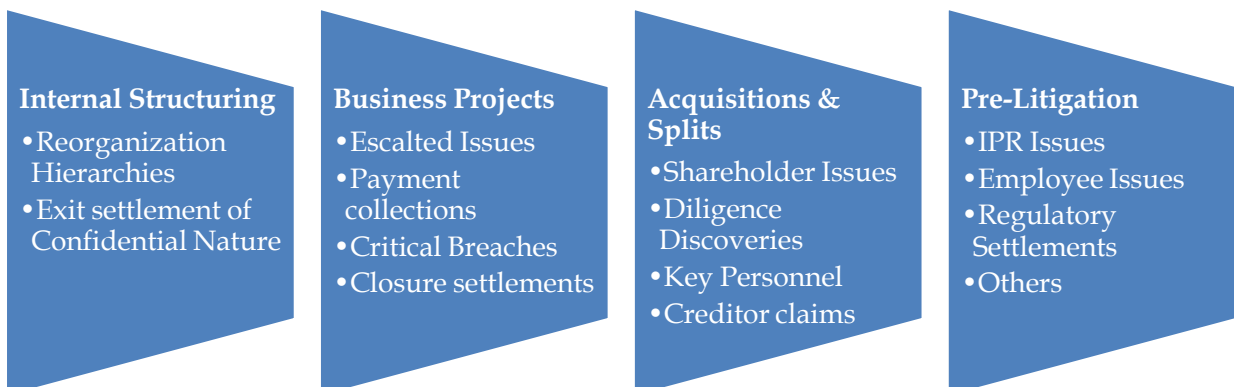 Internal Structuring
•Reorganization
Hierarchies
•Exit settlement of
Confidential Nature
Business Projects
•Escalted Issues
•Payment
collections
•Critical Breaches
•Closure settlements
Acquisitions &
Splits
•Shareholder Issues
•Diligence
Discoveries
•Key Personnel
•Creditor claims
Pre-Litigation
•IPR Issues
•Employee Issues
•Regulatory
Settlements
•Others